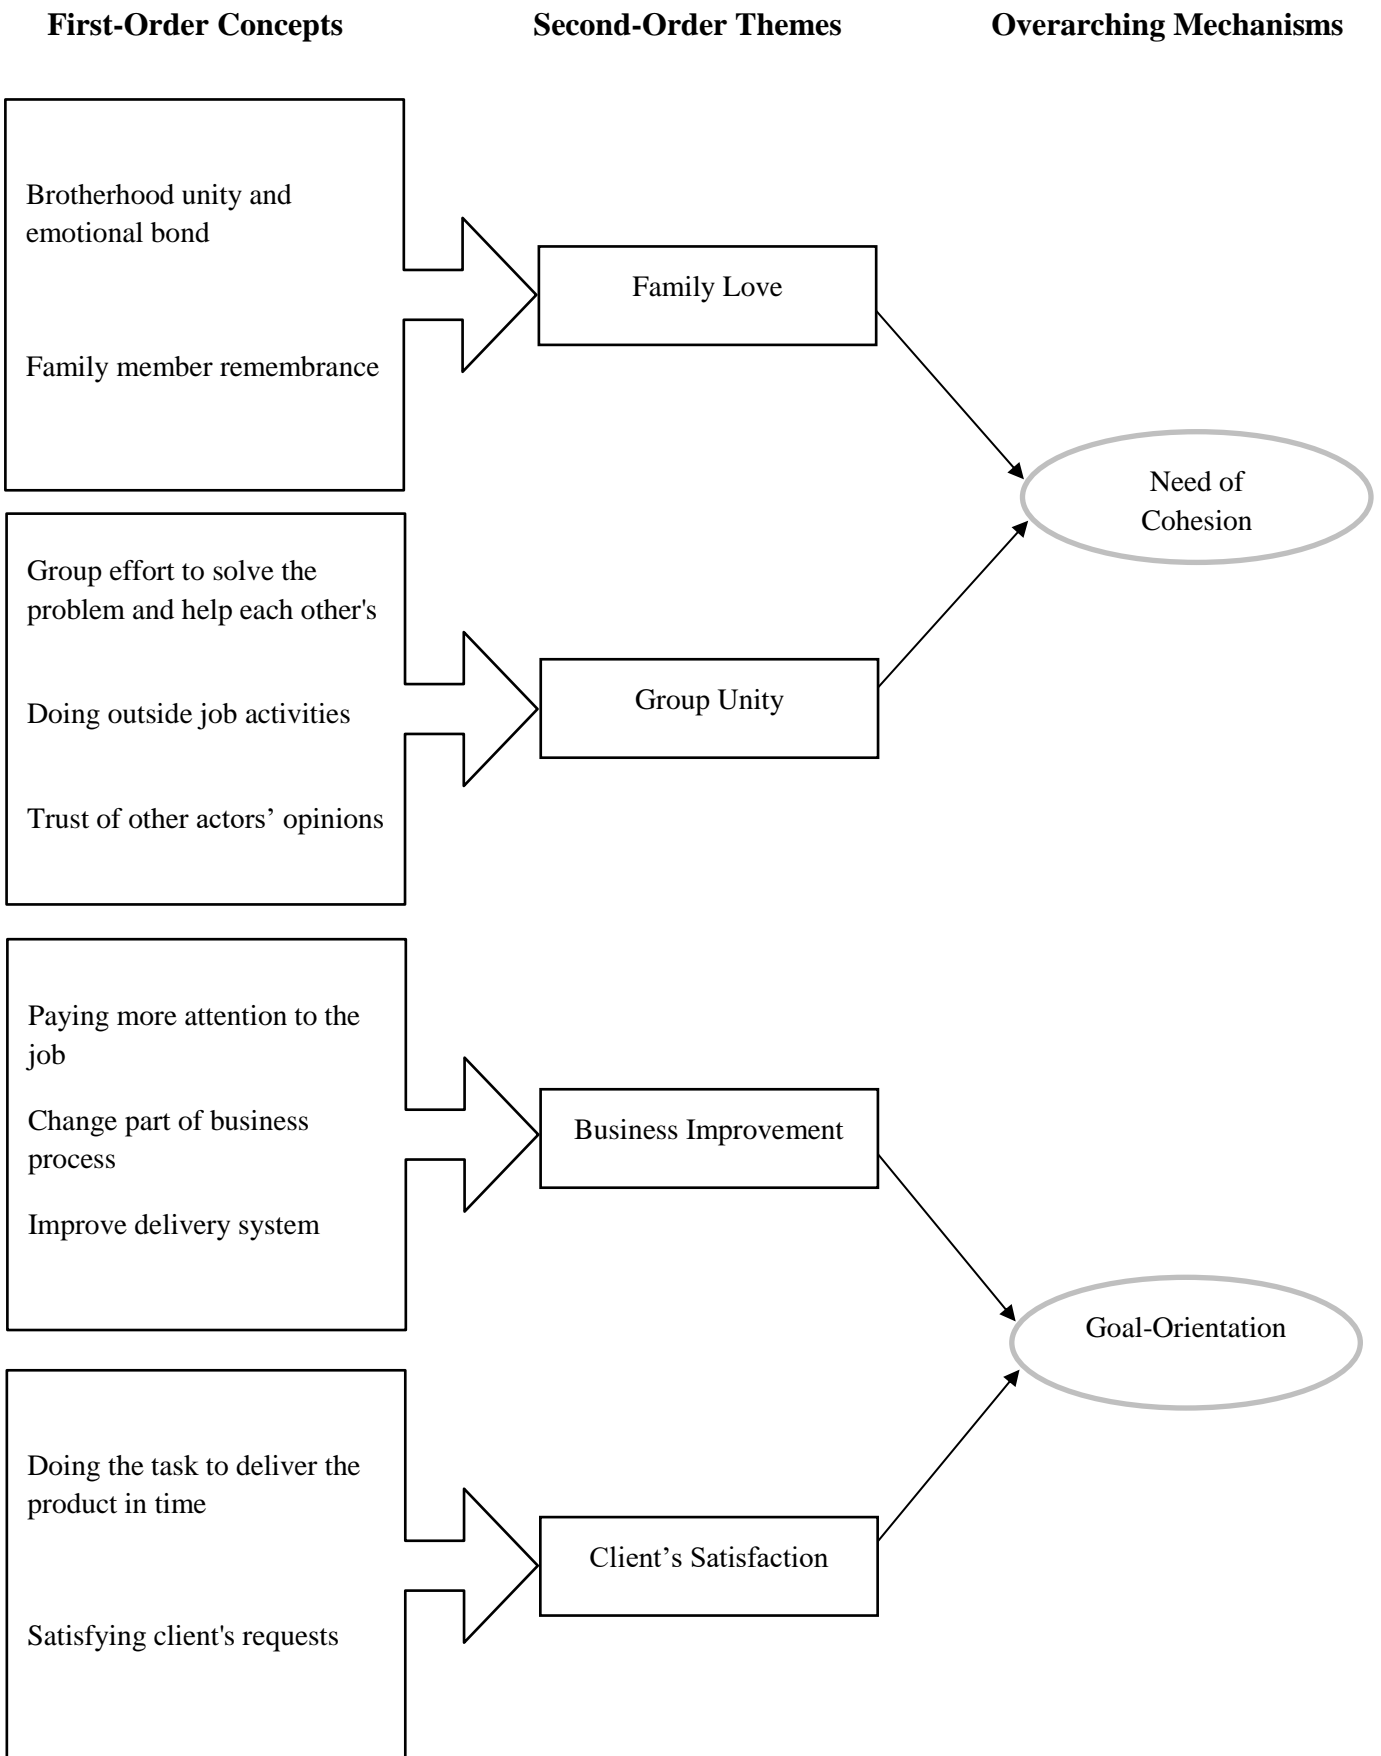 First-Order Concepts
Second-Order Themes
Overarching Mechanisms
Brotherhood unity and
emotional bond
Family member remembrance
Family Love
Need of
Cohesion
Group effort to solve the
problem and help each other's
Doing outside job activities
Trust of other actors’ opinions
Group Unity
Paying more attention to the
job
Change part of business
process
Improve delivery system
Business Improvement
Goal-Orientation
Doing the task to deliver the
product in time
Satisfying client's requests
Client’s Satisfaction